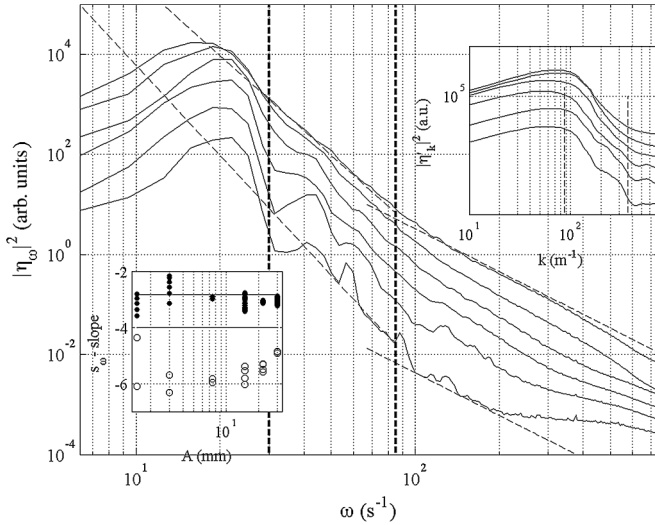 10^4
10^2
10^0
10^-2
10^-4
|η_ω|^2 (arb. units)
10^1
10^2
ω (s^-1)
10^5
|η'_k|^2 (a.u.)
10^1
10^2
k (m^-1)
-2
-4
-6
s_ω- slope
10^1
A (mm)